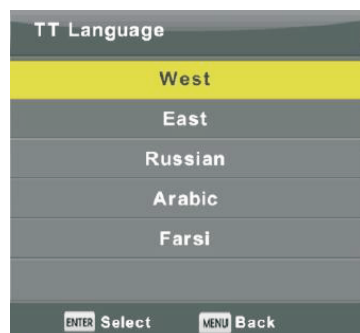 TT Language
West
East
Russian
Arabic
Farsi
ENTER Select MENU Back